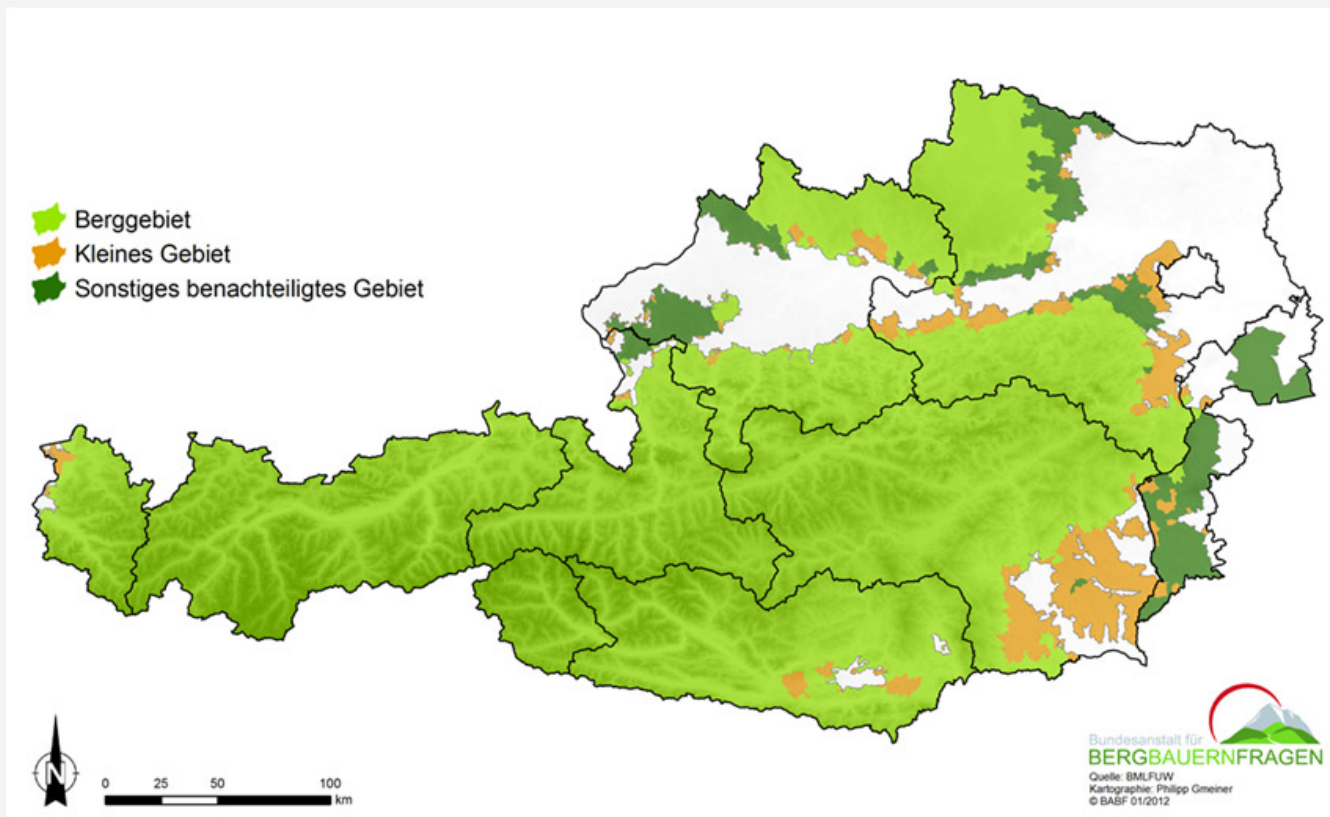 Berggebiet
Kleines Gebiet
Sonstiges benachteiligtes Gebiet
N
0 25 50 100
km
Bundesanstalt für
BERGBAUERNFRAGEN
Quelle: BMLFUW
Kartographie: Philipp Gmeiner
© BABF 01/2012